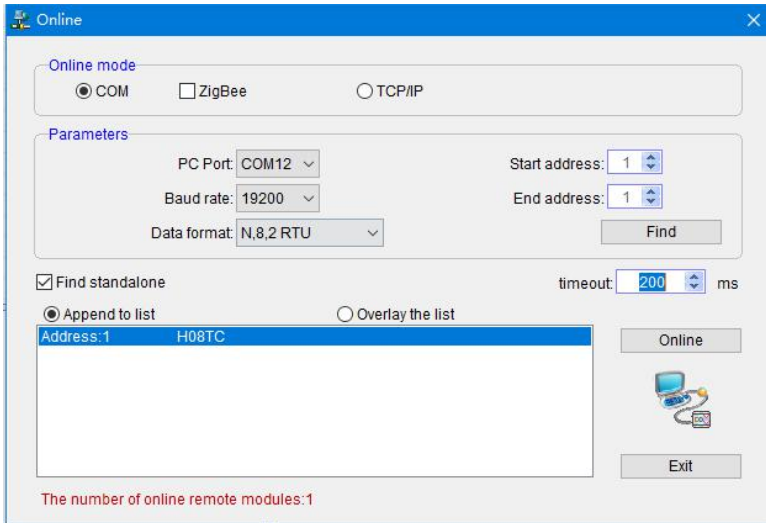 Online
Online mode
COM ZigBee TCP/IP
Parameters
PC Port: COM12 Start address: 1
Baud rate: 19200 End address: 1
Data format: N,8,2 RTU Find
Find standalone timeout: 200 ms
Append to list Overlay the list
Address:1 H08TC
Online
Exit
The number of online remote modules:1